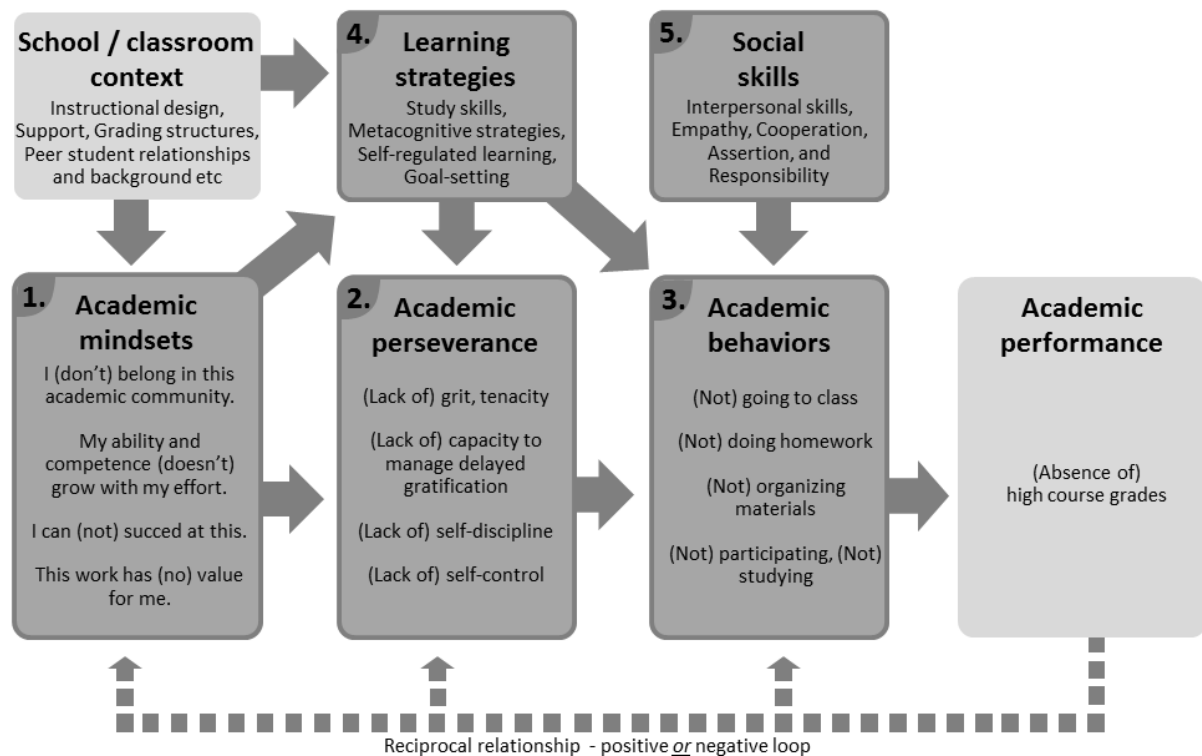 School / classroom
context
Instructional design,
Support, Grading structures,
Peer student relationships
and background etc
4.
Learning
strategies
Study skills,
Metacognitive strategies,
Self-regulated learning,
Goal-setting
5.
Social
skills
Interpersonal skills,
Empathy, Cooperation,
Assertion, and
Responsibility
1.
Academic
mindsets
I (don’t) belong in this
academic community.
My ability and
competence (doesn’t)
grow with my effort.
I can (not) succed at this.
This work has (no) value
for me.
2.
Academic
perseverance
(Lack of) grit, tenacity
(Lack of) capacity to
manage delayed
gratification
(Lack of) self-discipline
(Lack of) self-control
3.
Academic
behaviors
(Not) going to class
(Not) doing homework
(Not) organizing
materials
(Not) participating, (Not)
studying
Academic
performance
(Absence of)
high course grades
Reciprocal relationship - positive or negative loop